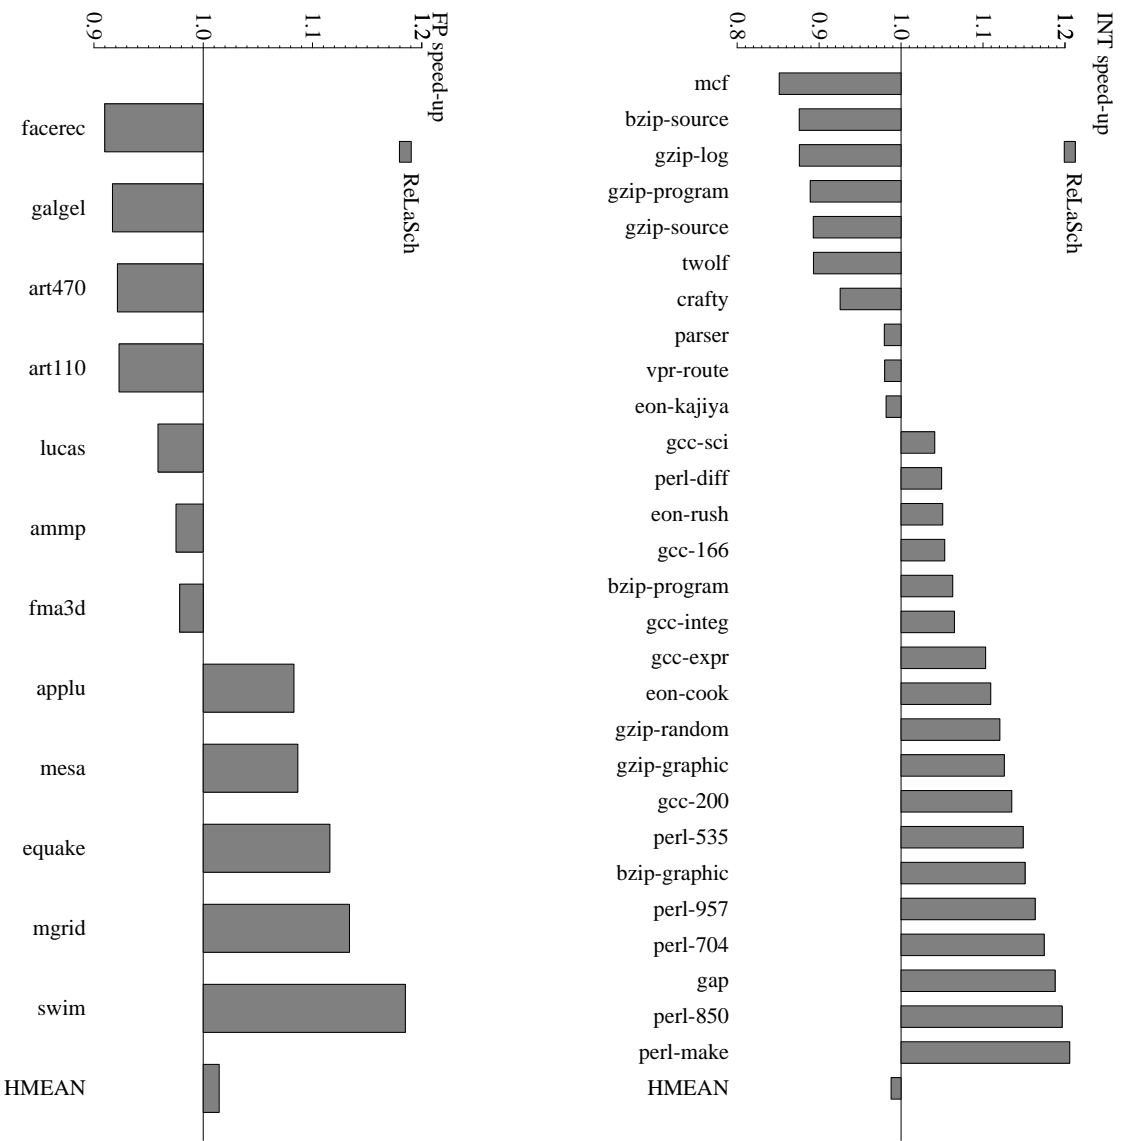 FP speed-up
0.9
1.0
1.1
1.2
ReLaSch
facerec
galgel
art470
art110
lucas
ammp
fma3d
applu
mesa
equake
mgrid
swim
HMEAN
INT speed-up
0.8
0.9
1.0
1.1
1.2
ReLaSch
mcf
bzip-source
gzip-log
gzip-program
gzip-source
twolf
crafty
parser
vpr-route
eon-kajiya
gcc-sci
perl-diff
eon-rush
gcc-166
bzip-program
gcc-integ
gcc-expr
eon-cook
gzip-random
gzip-graphic
gcc-200
perl-535
bzip-graphic
perl-957
perl-704
gap
perl-850
perl-make
HMEAN